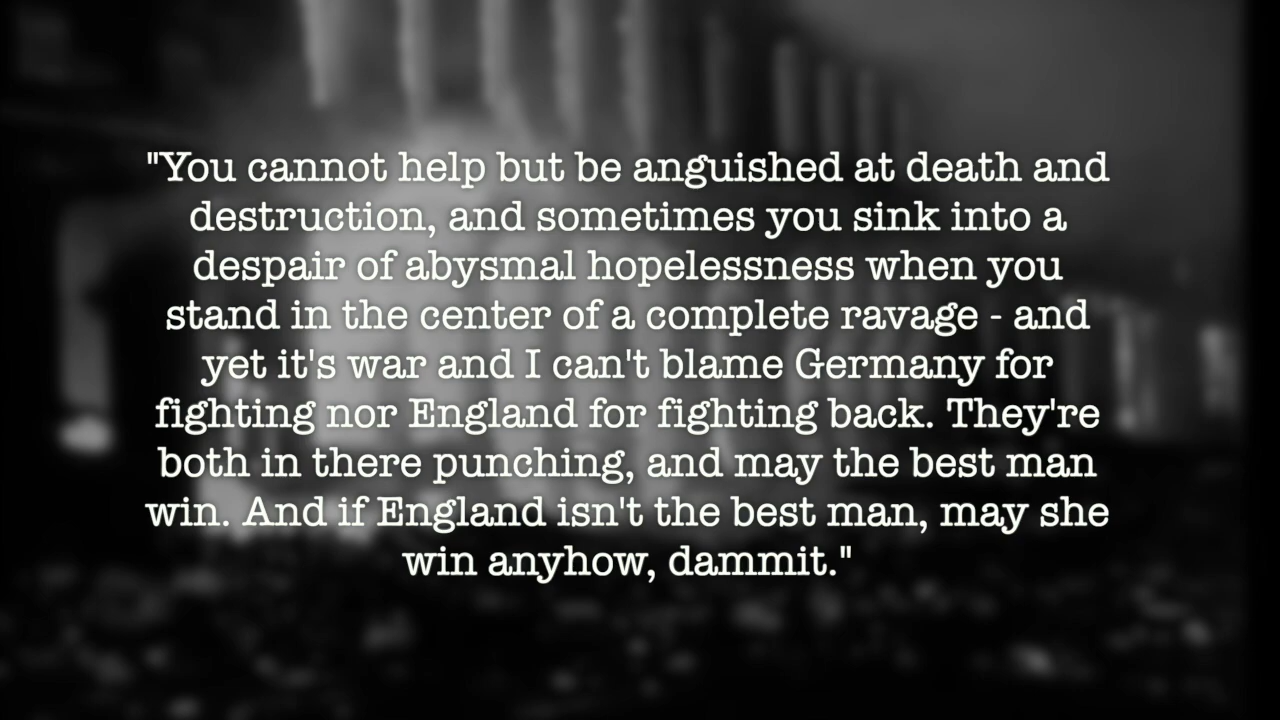 "You cannot help but be anguished at death and
destruction, and sometimes you sink into a
despair of abysmal hopelessness when you
stand in the center of a complete ravage - and
yet it's war and I can't blame Germany for
fighting nor England for fighting back. They're
both in there punching, and may the best man
win. And if England isn't the best man, may she
win anyhow, dammit."